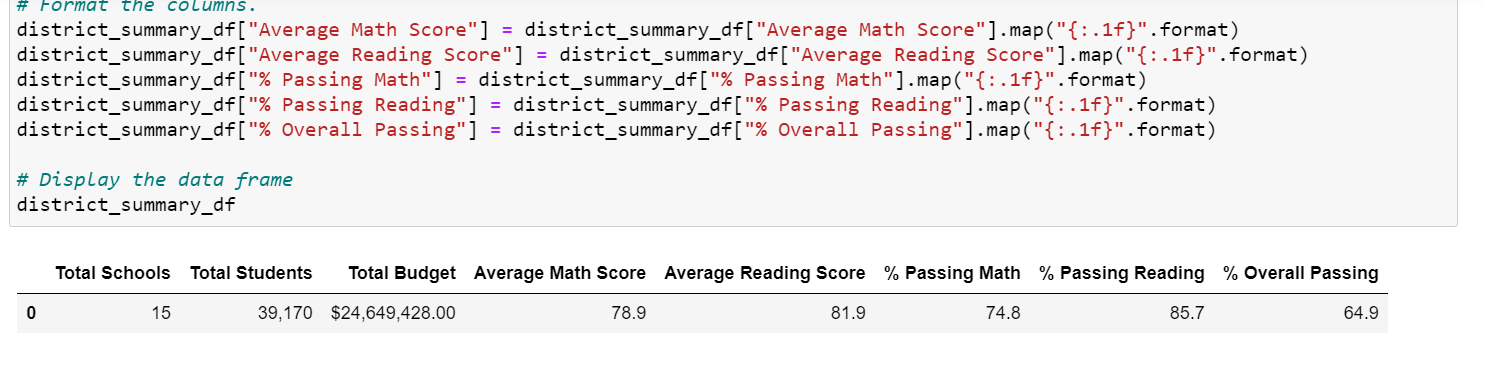 # Format the columns.
district_summary_df["Average Math Score"] = district_summary_df["Average Math Score"].map("{:.1f}".format)
district_summary_df["Average Reading Score"] = district_summary_df["Average Reading Score"].map("{:.1f}".format)
district_summary_df["% Passing Math"] = district_summary_df["% Passing Math"].map("{:.1f}".format)
district_summary_df["% Passing Reading"] = district_summary_df["% Passing Reading"].map("{:.1f}".format)
district_summary_df["% Overall Passing"] = district_summary_df["% Overall Passing"].map("{:.1f}".format)
# Display the data frame
district_summary_df
Total Schools Total Students Total Budget Average Math Score Average Reading Score % Passing Math % Passing Reading % Overall Passing
0 15 39,170 $24,649,428.00 78.9 81.9 74.8 85.7 64.9